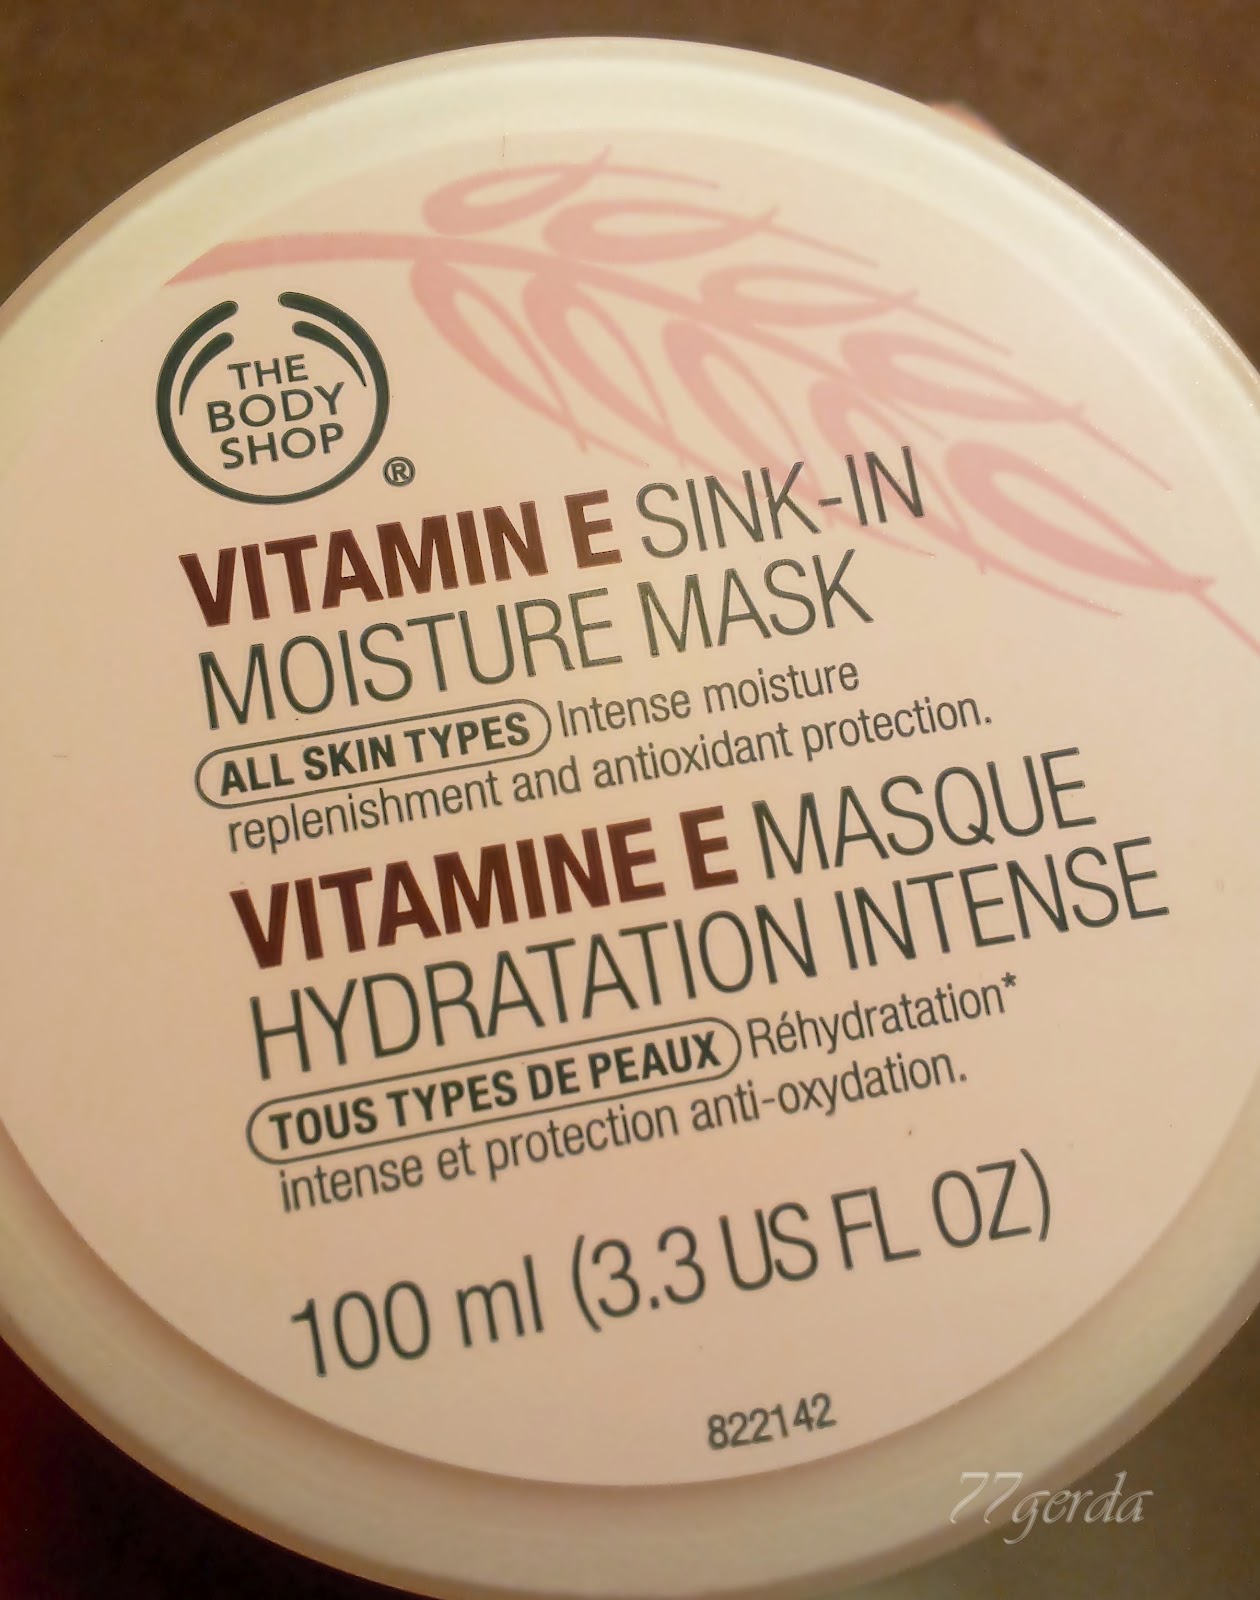 THE
BODY
SHOP
®
VITAMIN E SINK-IN
MOISTURE MASK
ALL SKIN TYPES Intense moisture
replenishment and antioxidant protection.
VITAMINE E MASQUE
HYDRATATION INTENSE
TOUS TYPES DE PEAUX Réhydratation*
intense et protection anti-oxydation.
100 ml (3.3 US FL OZ)
822142
77gerda